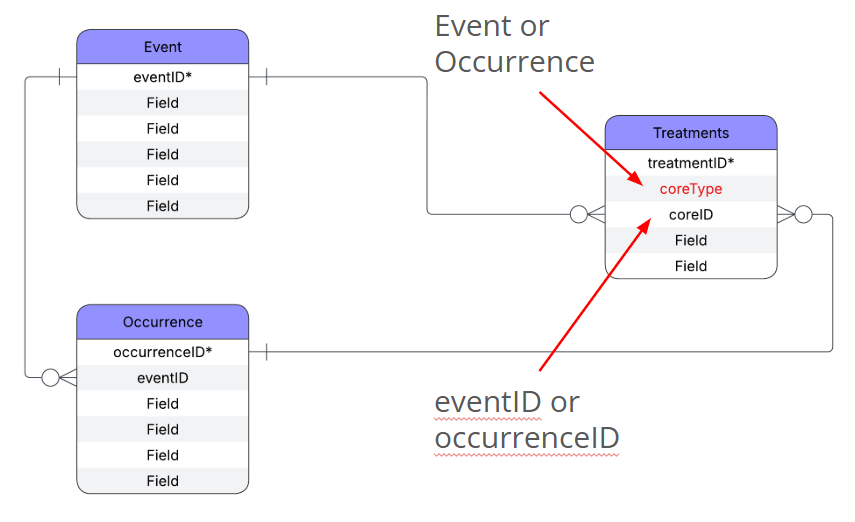 Event
eventID*
Field
Field
Field
Field
Field
Event or
Occurrence
Treatments
treatmentID*
coreType
coreID
Field
Field
Occurrence
occurrenceID*
eventID
Field
Field
Field
Field
eventID or
occurrenceID